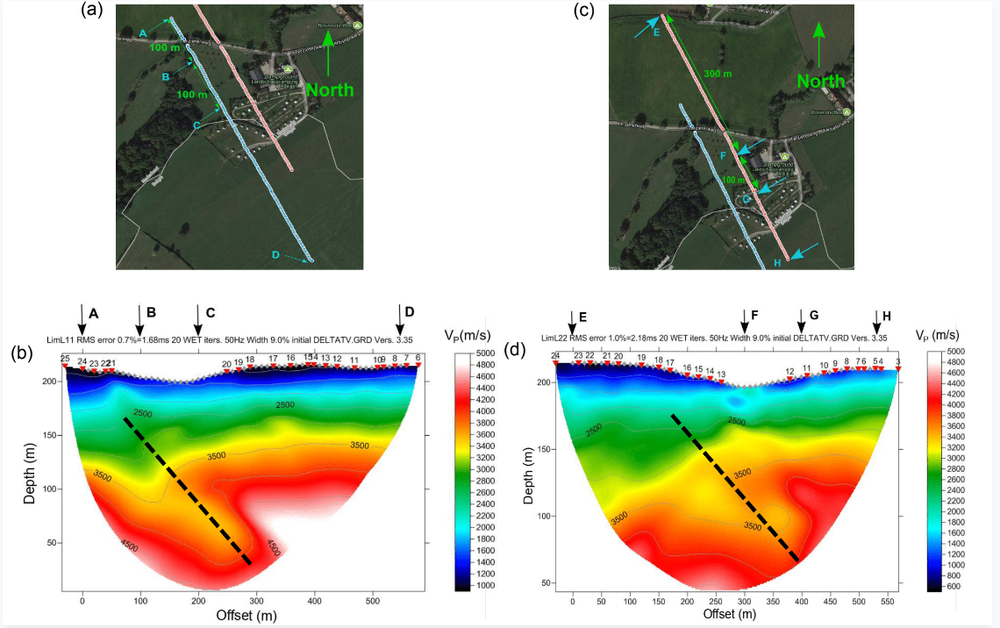 (a)
A
100 m
B
100 m
C
D
North
Bovenste Bos
Campground
(c)
E
300 m
F
100 m
G
H
North
Bovenste Bos
Campground
A B C D
LimL11 RMS error 0.7%=1.68ms 20 WET iters. 50Hz Width 9.0% initial DELTATV.GRD Vers. 3.35
(b)
25 24 23 22 21 20 19 18 17 16 15 14 13 12 11 10 9 8 7 6
Depth (m)
200
150
100
50
2500
2500
3500
3500
3500
4500
4500
0 100 200 300 400 500
Offset (m)
VP(m/s)
5000
4800
4600
4400
4200
4000
3800
3600
3400
3200
3000
2800
2600
2400
2200
2000
1800
1600
1400
1200
1000
E F G H
LimL22 RMS error 1.0%=2.18ms 20 WET iters. 50Hz Width 9.0% initial DELTATV.GRD Vers. 3.35
(d)
24 23 22 21 20 19 18 17 16 15 14 13 12 11 10 9 8 7 6 5 4 3
Depth (m)
200
150
100
50
2500
2500
3500
3500
3500
0 50 100 150 200 250 300 350 400 450 500 550
Offset (m)
VP (m/s)
5000
4800
4600
4400
4200
4000
3800
3600
3400
3200
3000
2800
2600
2400
2200
2000
1800
1600
1400
1200
1000
800
600